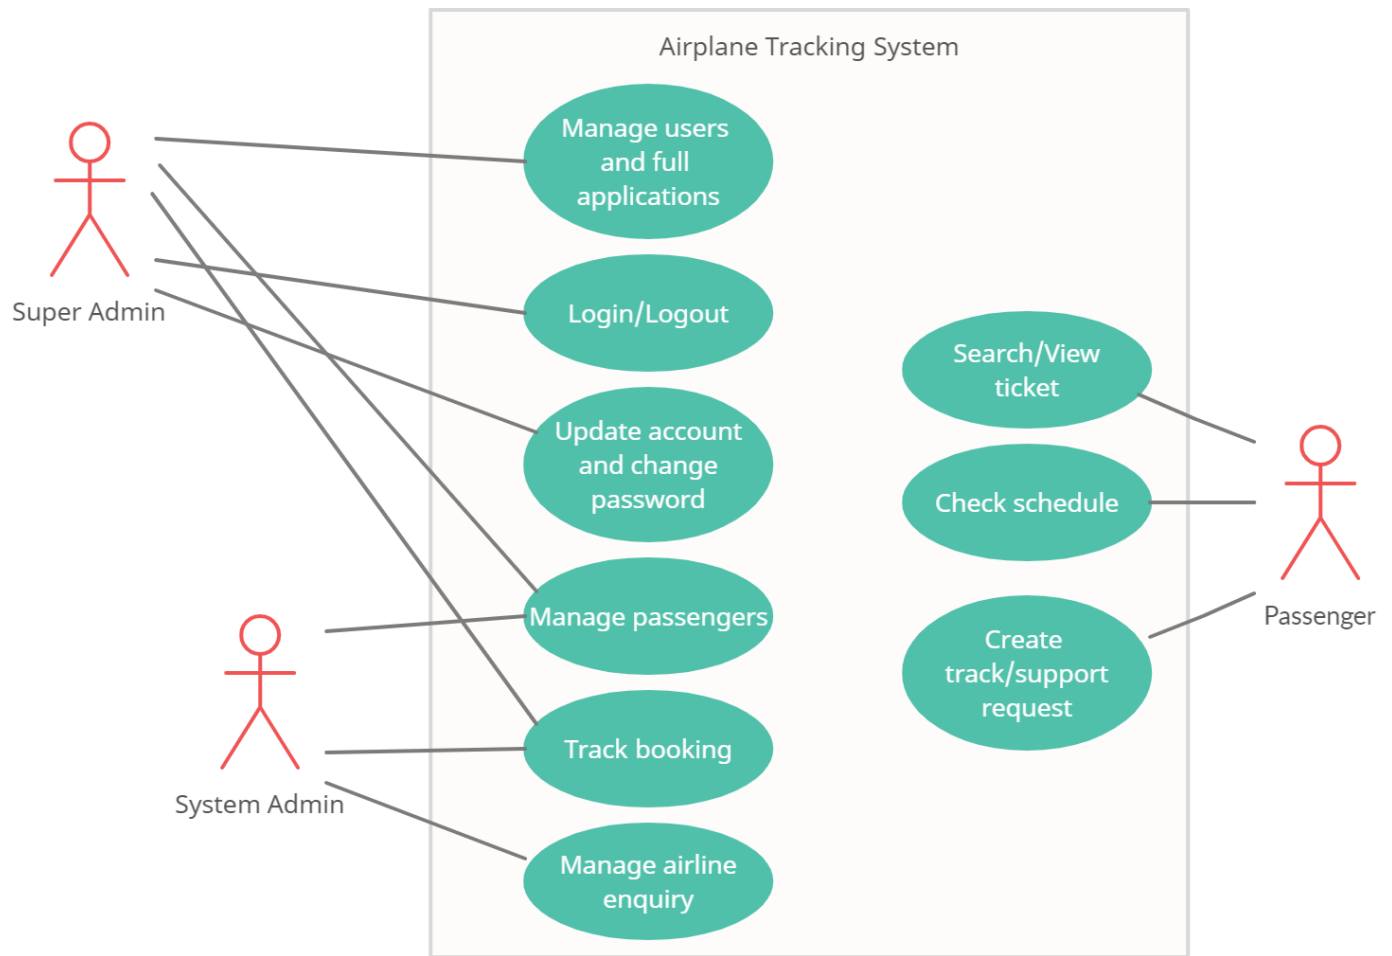 Airplane Tracking System
Manage users
and full
applications
Super Admin
Login/Logout
Update account
and change
password
Manage passengers
System Admin
Track booking
Manage airline
enquiry
Search/View
ticket
Check schedule
Create
track/support
request
Passenger